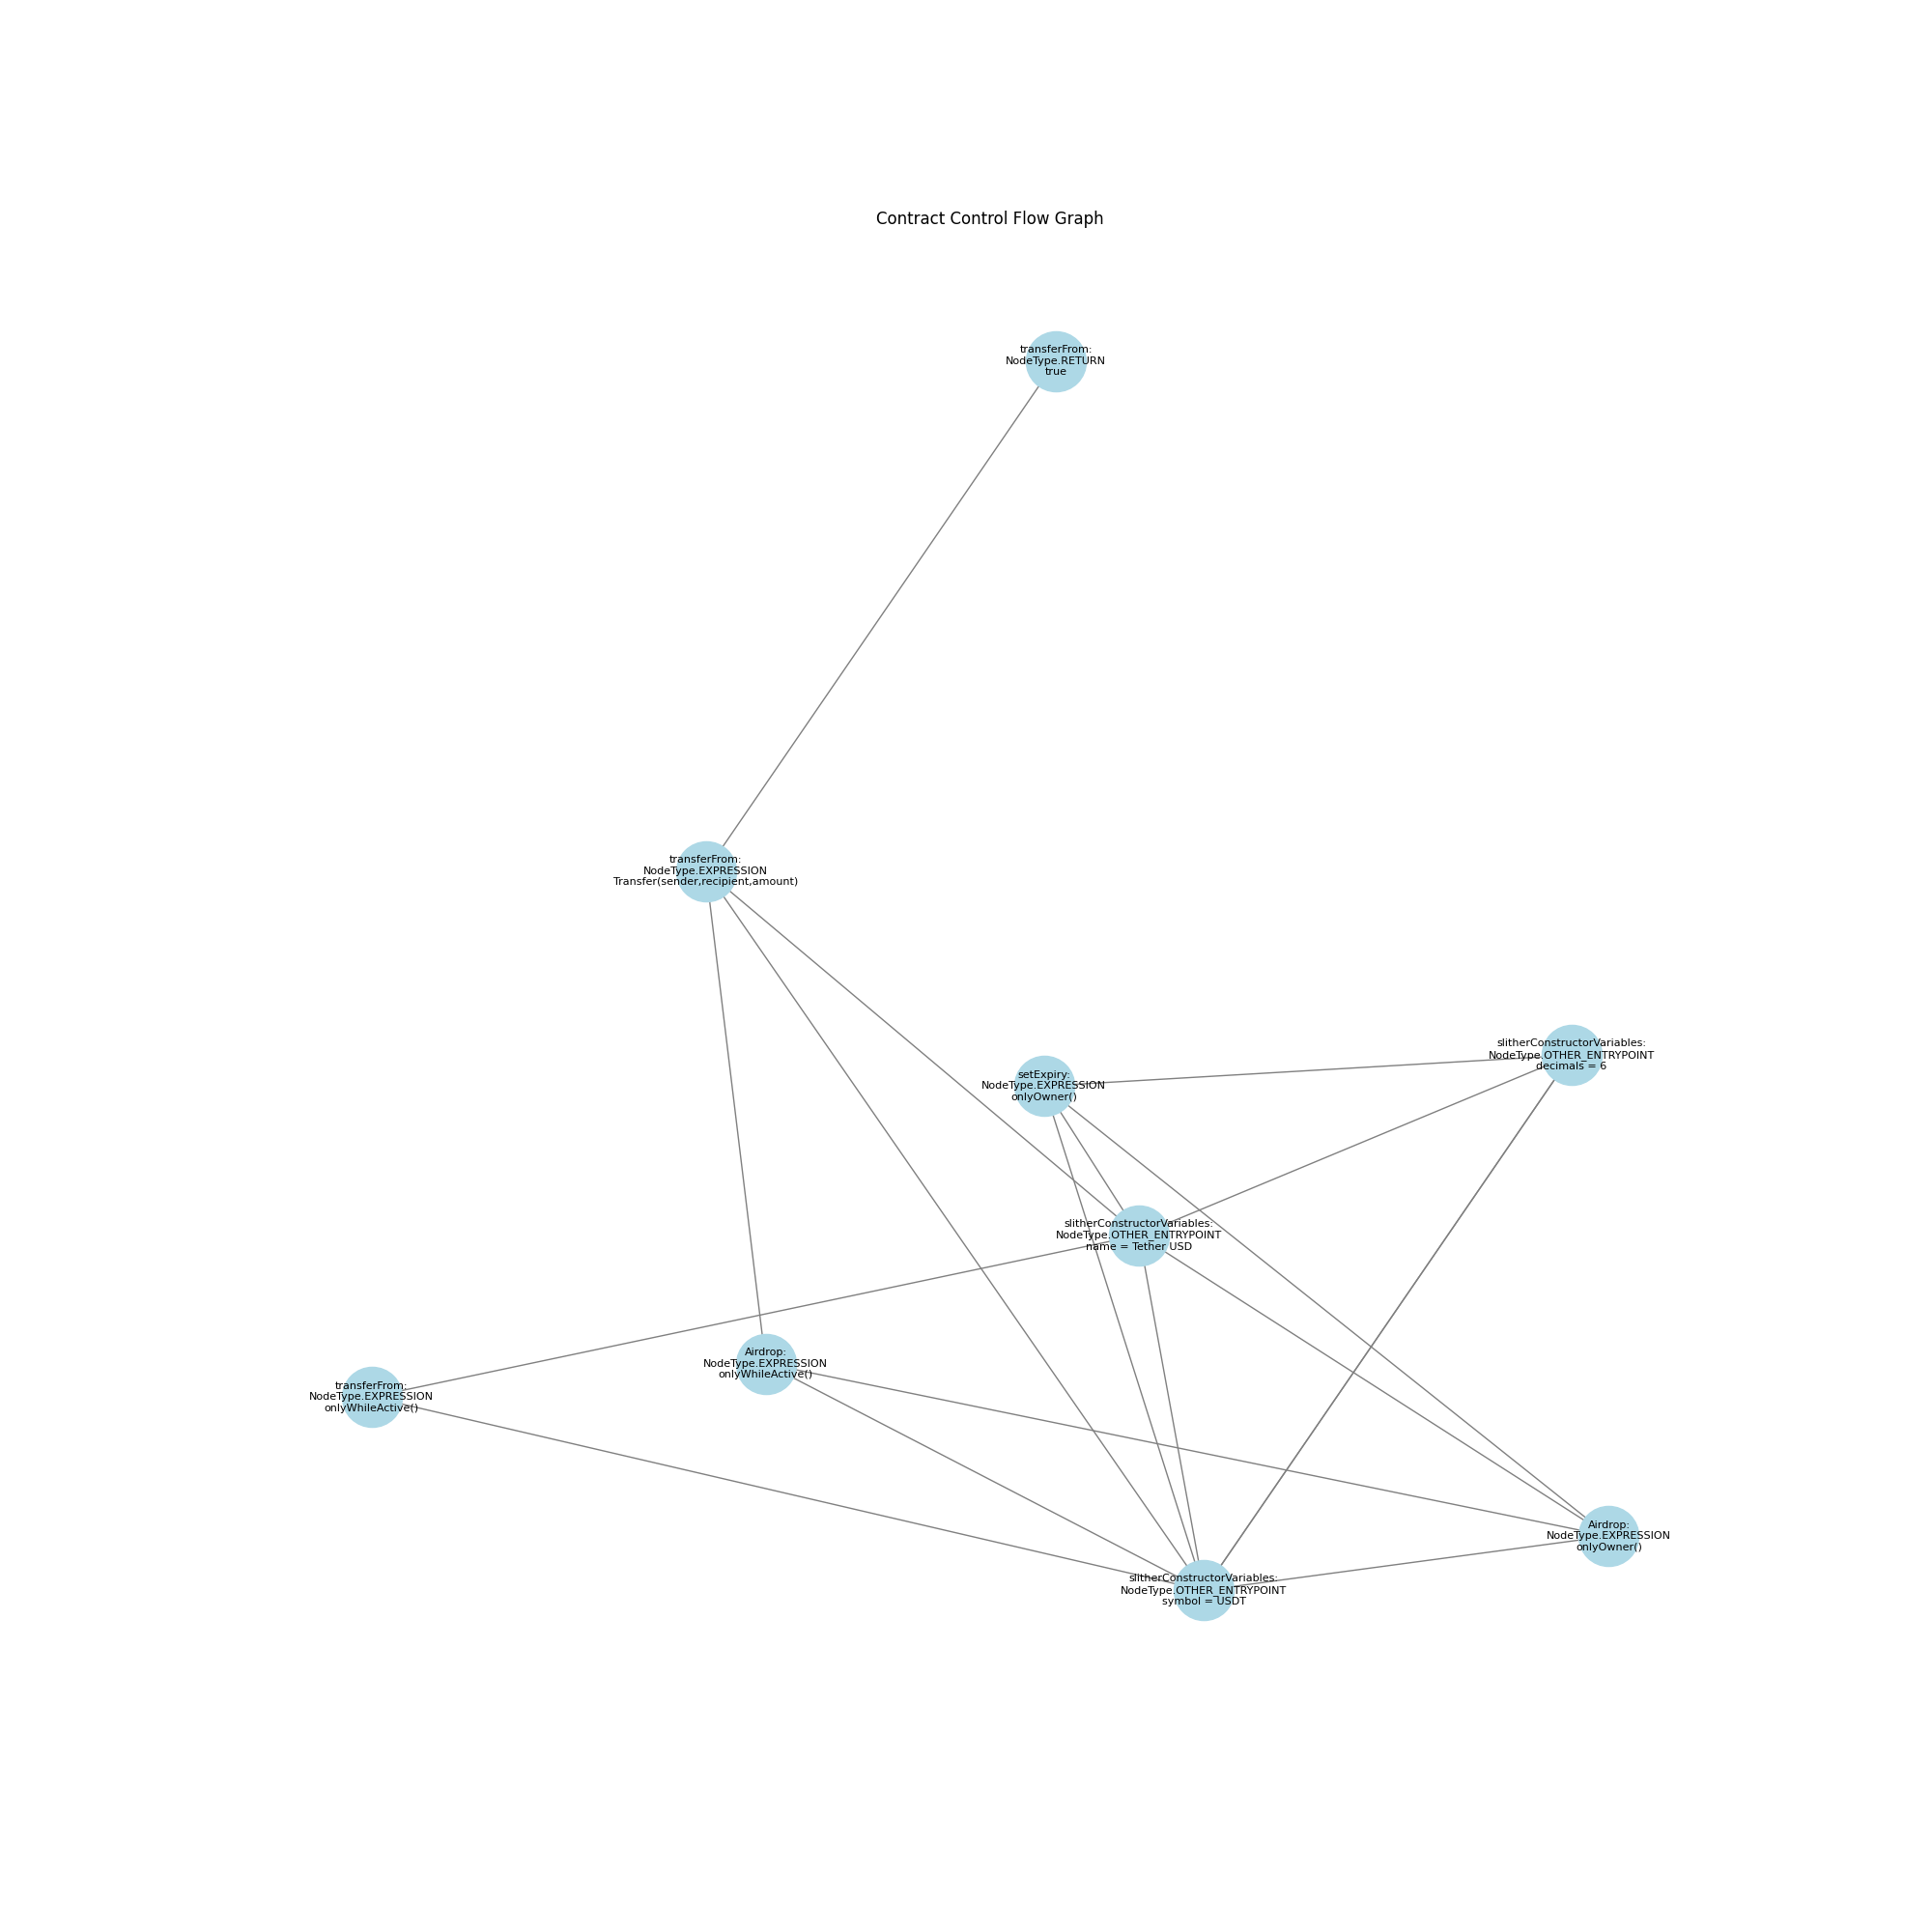 Contract Control Flow Graph
transferFrom:
NodeType.RETURN
true
transferFrom:
NodeType.EXPRESSION
Transfer(sender,recipient,amount)
slitherConstructorVariables:
NodeType.OTHER_ENTRYPOINT
decimals = 6
setExpiry:
NodeType.EXPRESSION
onlyOwner()
slitherConstructorVariables:
NodeType.OTHER_ENTRYPOINT
name = Tether USD
Airdrop:
NodeType.EXPRESSION
onlyWhileActive()
transferFrom:
NodeType.EXPRESSION
onlyWhileActive()
Airdrop:
NodeType.EXPRESSION
onlyOwner()
slitherConstructorVariables:
NodeType.OTHER_ENTRYPOINT
symbol = USDT